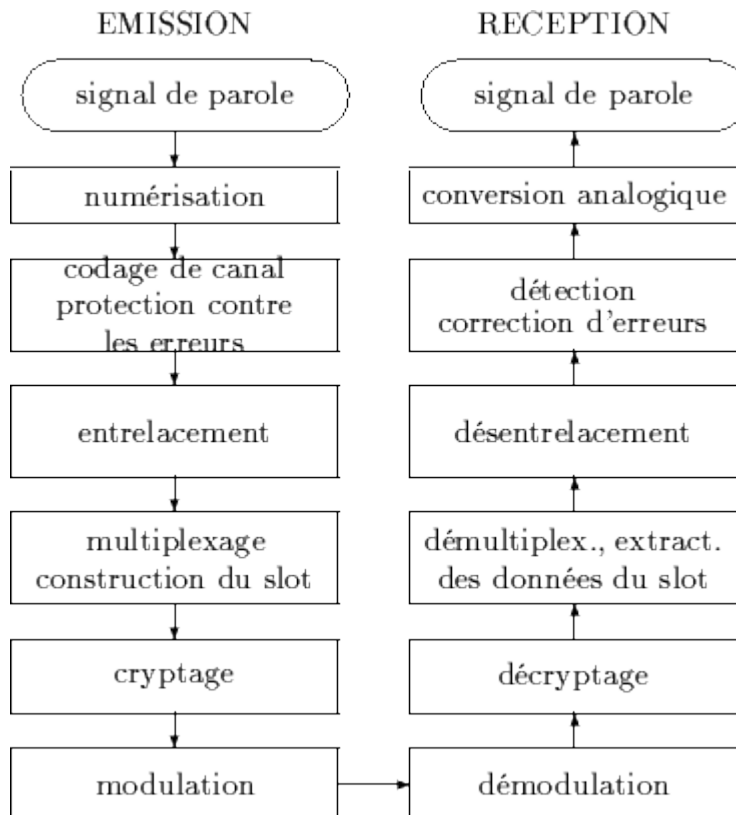 EMISSION
signal de parole
numérisation
codage de canal
protection contre
les erreurs
entrelacement
multiplexage
construction du slot
cryptage
modulation
RECEPTION
signal de parole
conversion analogique
détection
correction d'erreurs
désentrelacement
démultiplex., extract.
des données du slot
décryptage
démodulation